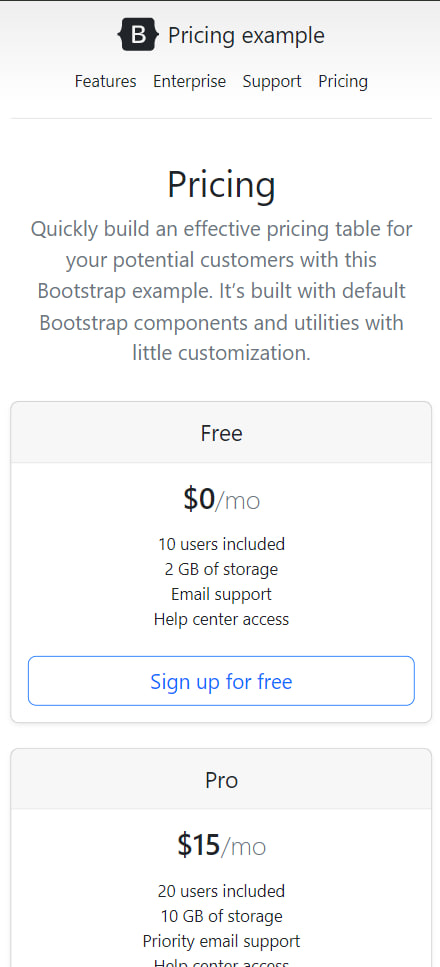 B Pricing example
Features Enterprise Support Pricing
Pricing
Quickly build an effective pricing table for
your potential customers with this
Bootstrap example. It’s built with default
Bootstrap components and utilities with
little customization.
Free
$0/mo
10 users included
2 GB of storage
Email support
Help center access
Sign up for free
Pro
$15/mo
20 users included
10 GB of storage
Priority email support
Help center access